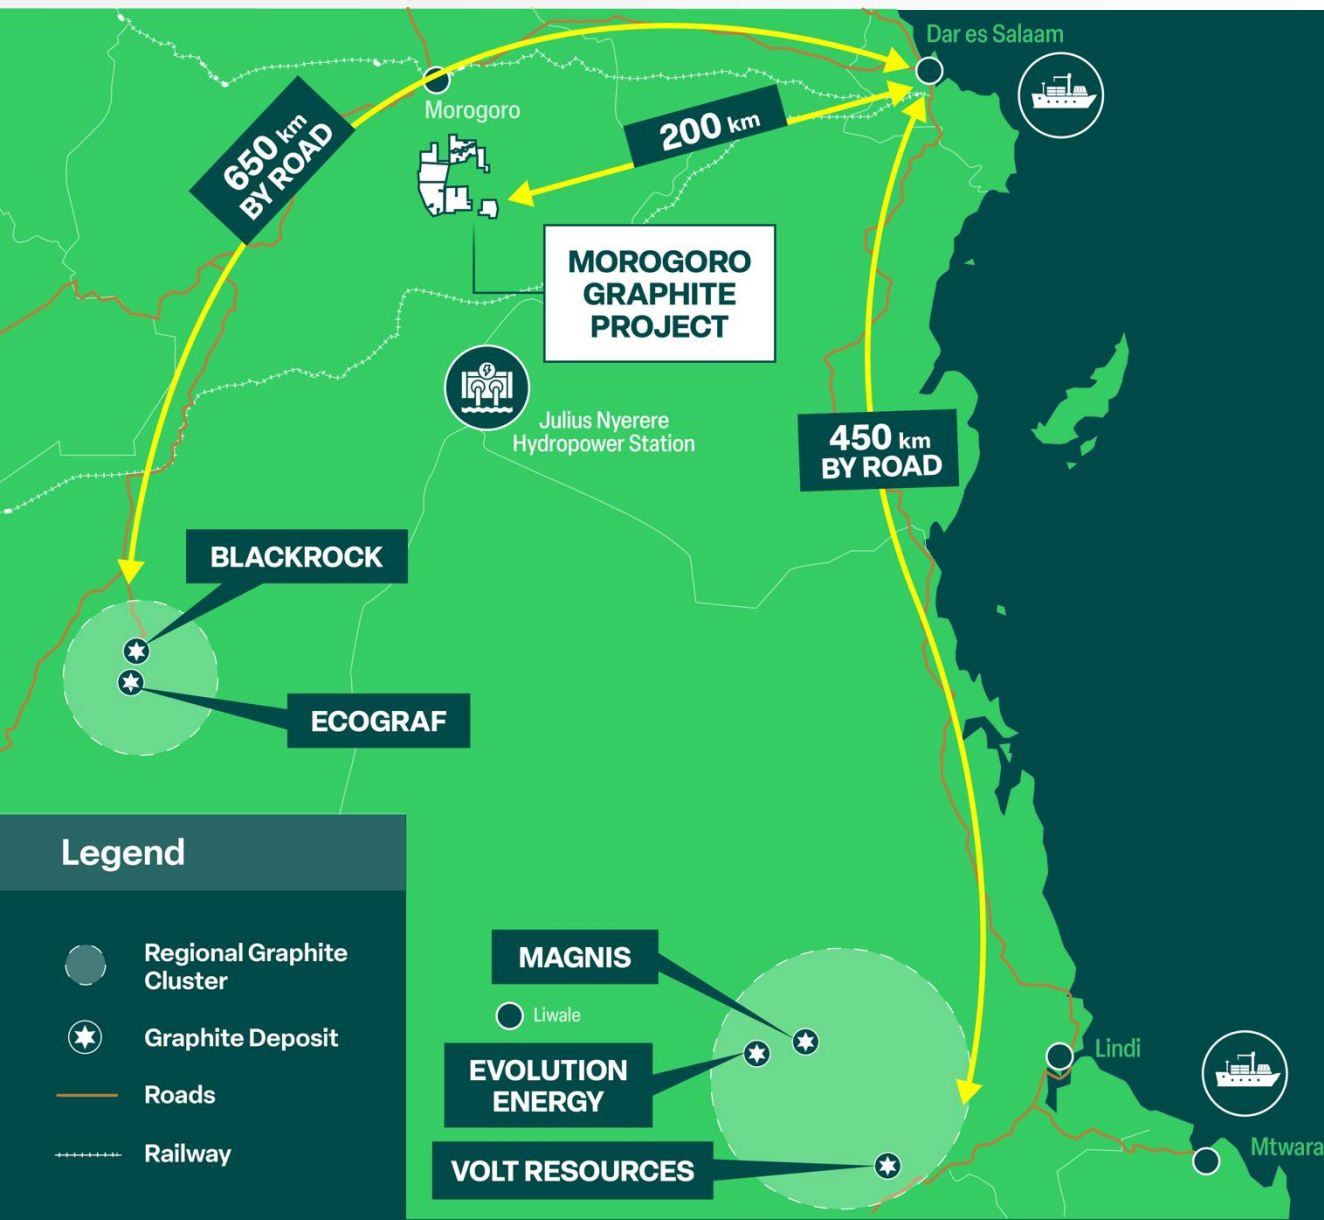 Dar es Salaam
Morogoro
650 km
BY ROAD
200 km
MOROGORO
GRAPHITE
PROJECT
Julius Nyerere
Hydropower Station
450 km
BY ROAD
BLACKROCK
ECOGRAF
Legend
Regional Graphite
Cluster
Graphite Deposit
Roads
Railway
MAGNIS
Liwale
EVOLUTION
ENERGY
VOLT RESOURCES
Lindi
Mtwara